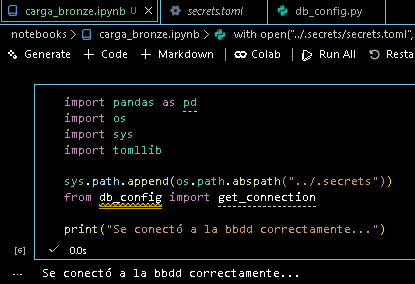 carga_bronze.ipynb U
secrets.toml
db_config.py
notebooks > carga_bronze.ipynb > with open("../.secrets/secrets.toml",
Generate + Code + Markdown Colab Run All Resta
import pandas as pd
import os
import sys
import tomllib
sys.path.append(os.path.abspath("../.secrets"))
from db_config import get_connection
print("Se conectó a la bbdd correctamente...")
[6] 0.0s
... Se conectó a la bbdd correctamente...